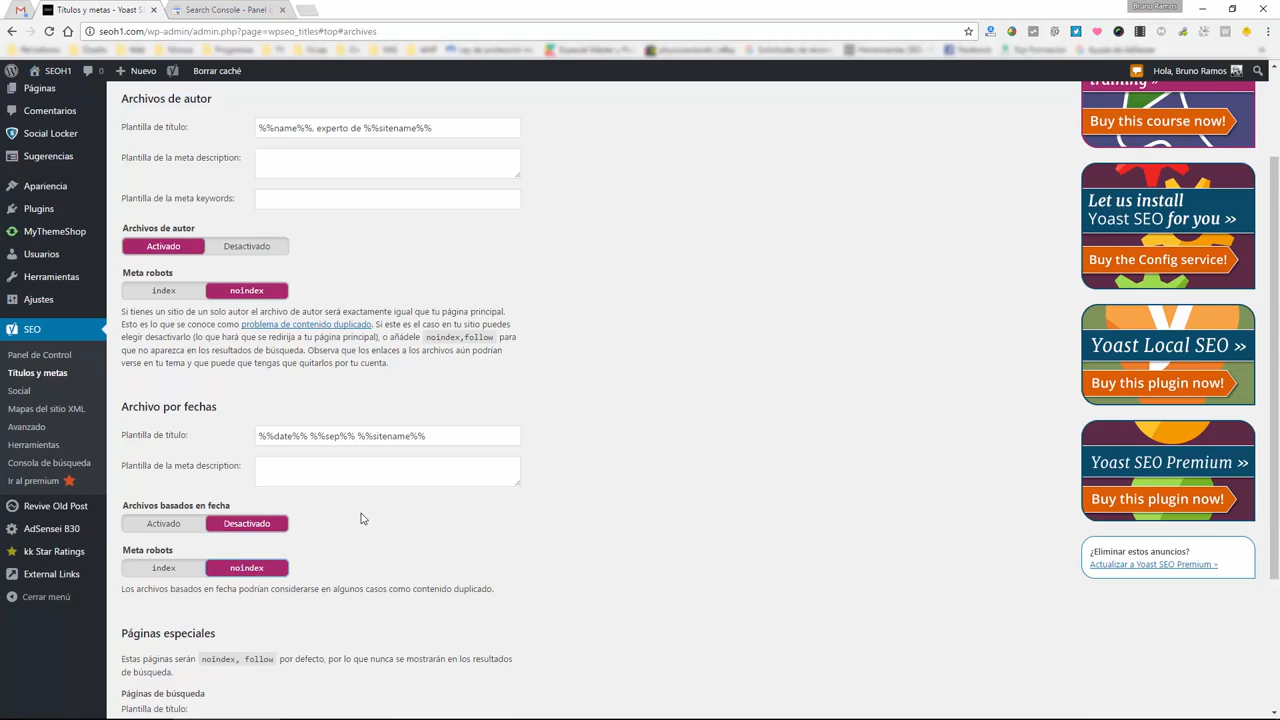 Bruno Ramos
Títulos y metas - Yoast S
Search Console - Panel d
seoh1.com/wp-admin/admin.php?page=wpseo_titles#top#archives
SEOH1
0
Nuevo
Borrar caché
Hola, Bruno Ramos
Páginas
Comentarios
Social Locker
Sugerencias
Apariencia
Plugins
MyThemeShop
Usuarios
Herramientas
Ajustes
SEO
Panel de Control
Títulos y metas
Social
Mapas del sitio XML
Avanzado
Herramientas
Consola de búsqueda
Ir al premium
Revive Old Post
AdSensei B30
kk Star Ratings
External Links
Cerrar menú
Archivos de autor
Plantilla de título:
%%name%%, experto de %%sitename%%
Plantilla de la meta description:
Plantilla de la meta keywords:
Archivos de autor
Activado
Desactivado
Meta robots
index
noindex
Si tienes un sitio de un solo autor el archivo de autor será exactamente igual que tu página principal.
Esto es lo que se conoce como problema de contenido duplicado. Si este es el caso en tu sitio puedes
elegir desactivarlo (lo que hará que se redirija a tu página principal), o añádele noindex,follow para
que no aparezca en los resultados de búsqueda. Observa que los enlaces a los archivos aún podrían
verse en tu tema y que puede que tengas que quitarlos por tu cuenta.
Archivo por fechas
Plantilla de título:
%%date%% %%sep%% %%sitename%%
Plantilla de la meta description:
Archivos basados en fecha
Activado
Desactivado
Meta robots
index
noindex
Los archivos basados en fecha podrían considerarse en algunos casos como contenido duplicado.
Páginas especiales
Estas páginas serán noindex, follow por defecto, por lo que nunca se mostrarán en los resultados
de búsqueda.
Páginas de búsqueda
Plantilla de título:
training »
Buy this course now!
Let us install
Yoast SEO for you »
Buy the Config service!
Yoast Local SEO »
Buy this plugin now!
Yoast SEO Premium »
Buy this plugin now!
¿Eliminar estos anuncios?
Actualizar a Yoast SEO Premium »